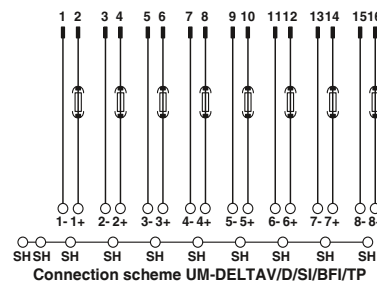 1 2 3 4 5 6 7 8 9 10 11 12 13 14 15 16
1- 1+ 2- 2+ 3- 3+ 4- 4+ 5- 5+ 6- 6+ 7- 7+ 8- 8
SH SH SH SH SH SH SH SH SH SH
Connection scheme UM-DELTAV/D/SI/BFI/TP